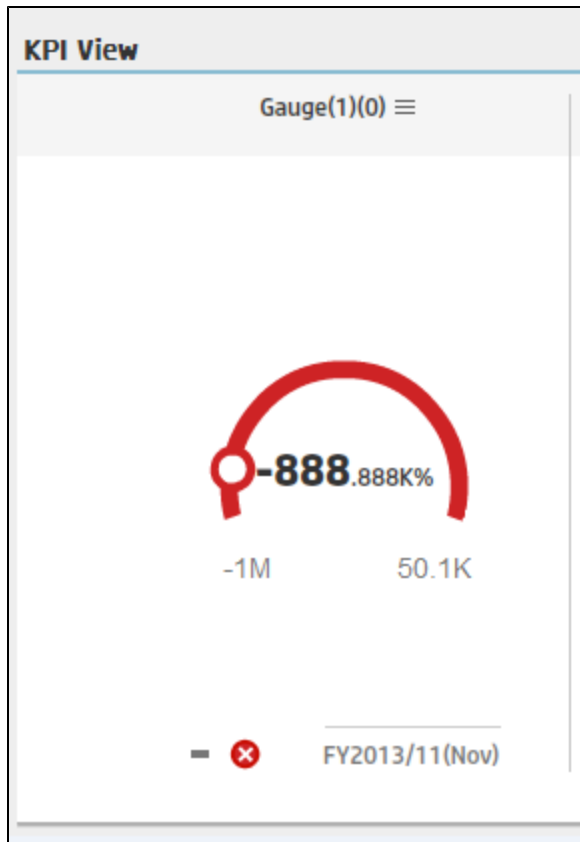 KPI View
Gauge(1)(0)
-888.888K%
-1M 50.1K
FY2013/11(Nov)